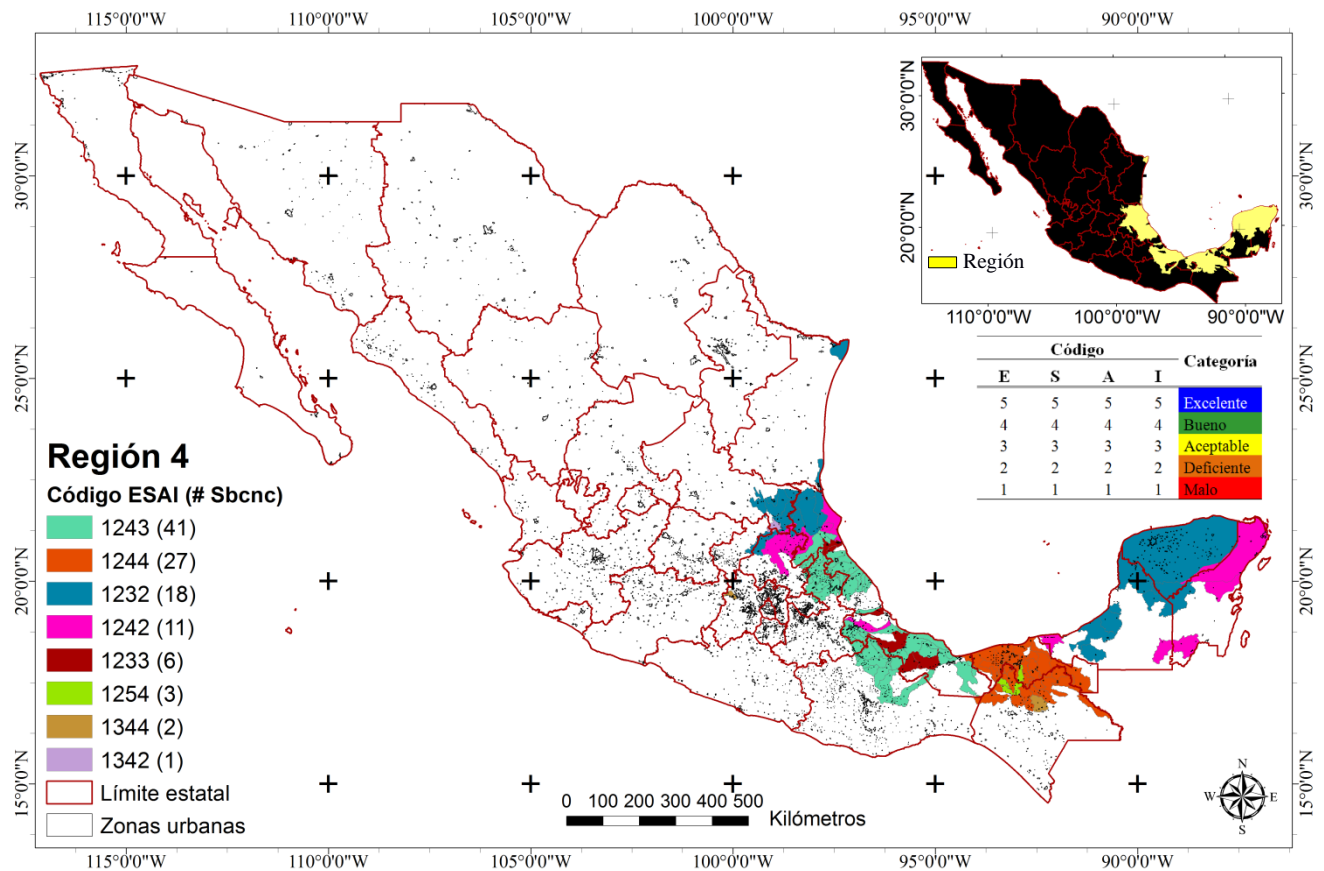 115°0'0"W 110°0'0"W 105°0'0"W 100°0'0"W 95°0'0"W 90°0'0"W
30°0'0"N
25°0'0"N
20°0'0"N
15°0'0"N
30°0'0"N
20°0'0"N
Región
110°0'0"W 100°0'0"W 90°0'0"W
Código Categoría
E S A I
5 5 5 5 Excelente
4 4 4 4 Bueno
3 3 3 3 Aceptable
2 2 2 2 Deficiente
1 1 1 1 Malo
30°0'0"N
25°0'0"N
20°0'0"N
15°0'0"N
Región 4
Código ESAI (# Sbcnc)
1243 (41)
1244 (27)
1232 (18)
1242 (11)
1233 (6)
1254 (3)
1344 (2)
1342 (1)
Límite estatal
Zonas urbanas
0 100 200 300 400 500
Kilómetros
N
W E
S
115°0'0"W 110°0'0"W 105°0'0"W 100°0'0"W 95°0'0"W 90°0'0"W